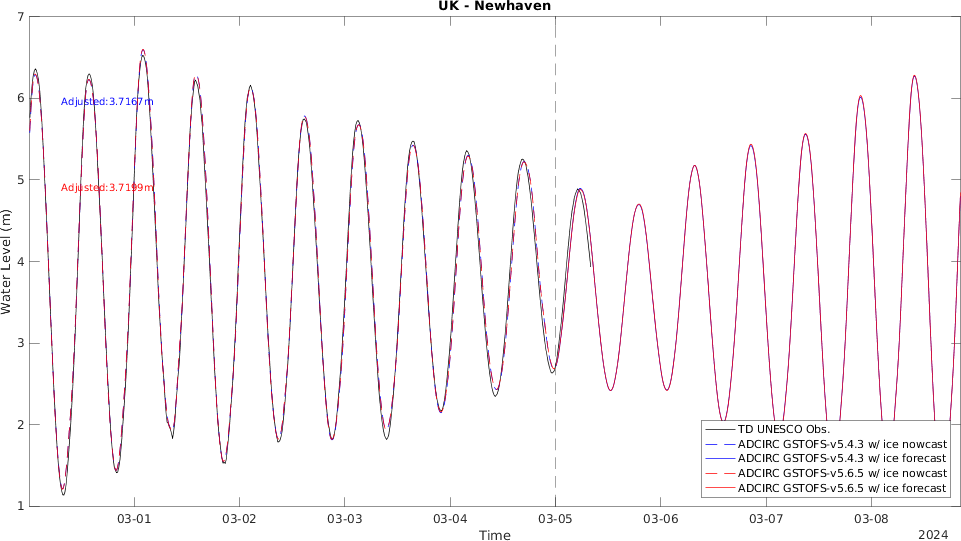 UK - Newhaven
7
6
5
4
3
2
1
Water Level (m)
Adjusted:3.7167m
Adjusted:3.7199m
TD UNESCO Obs.
ADCIRC GSTOFS-v5.4.3 w/ ice nowcast
ADCIRC GSTOFS-v5.4.3 w/ ice forecast
ADCIRC GSTOFS-v5.6.5 w/ ice nowcast
ADCIRC GSTOFS-v5.6.5 w/ ice forecast
03-01 03-02 03-03 03-04 03-05 03-06 03-07 03-08
Time
2024